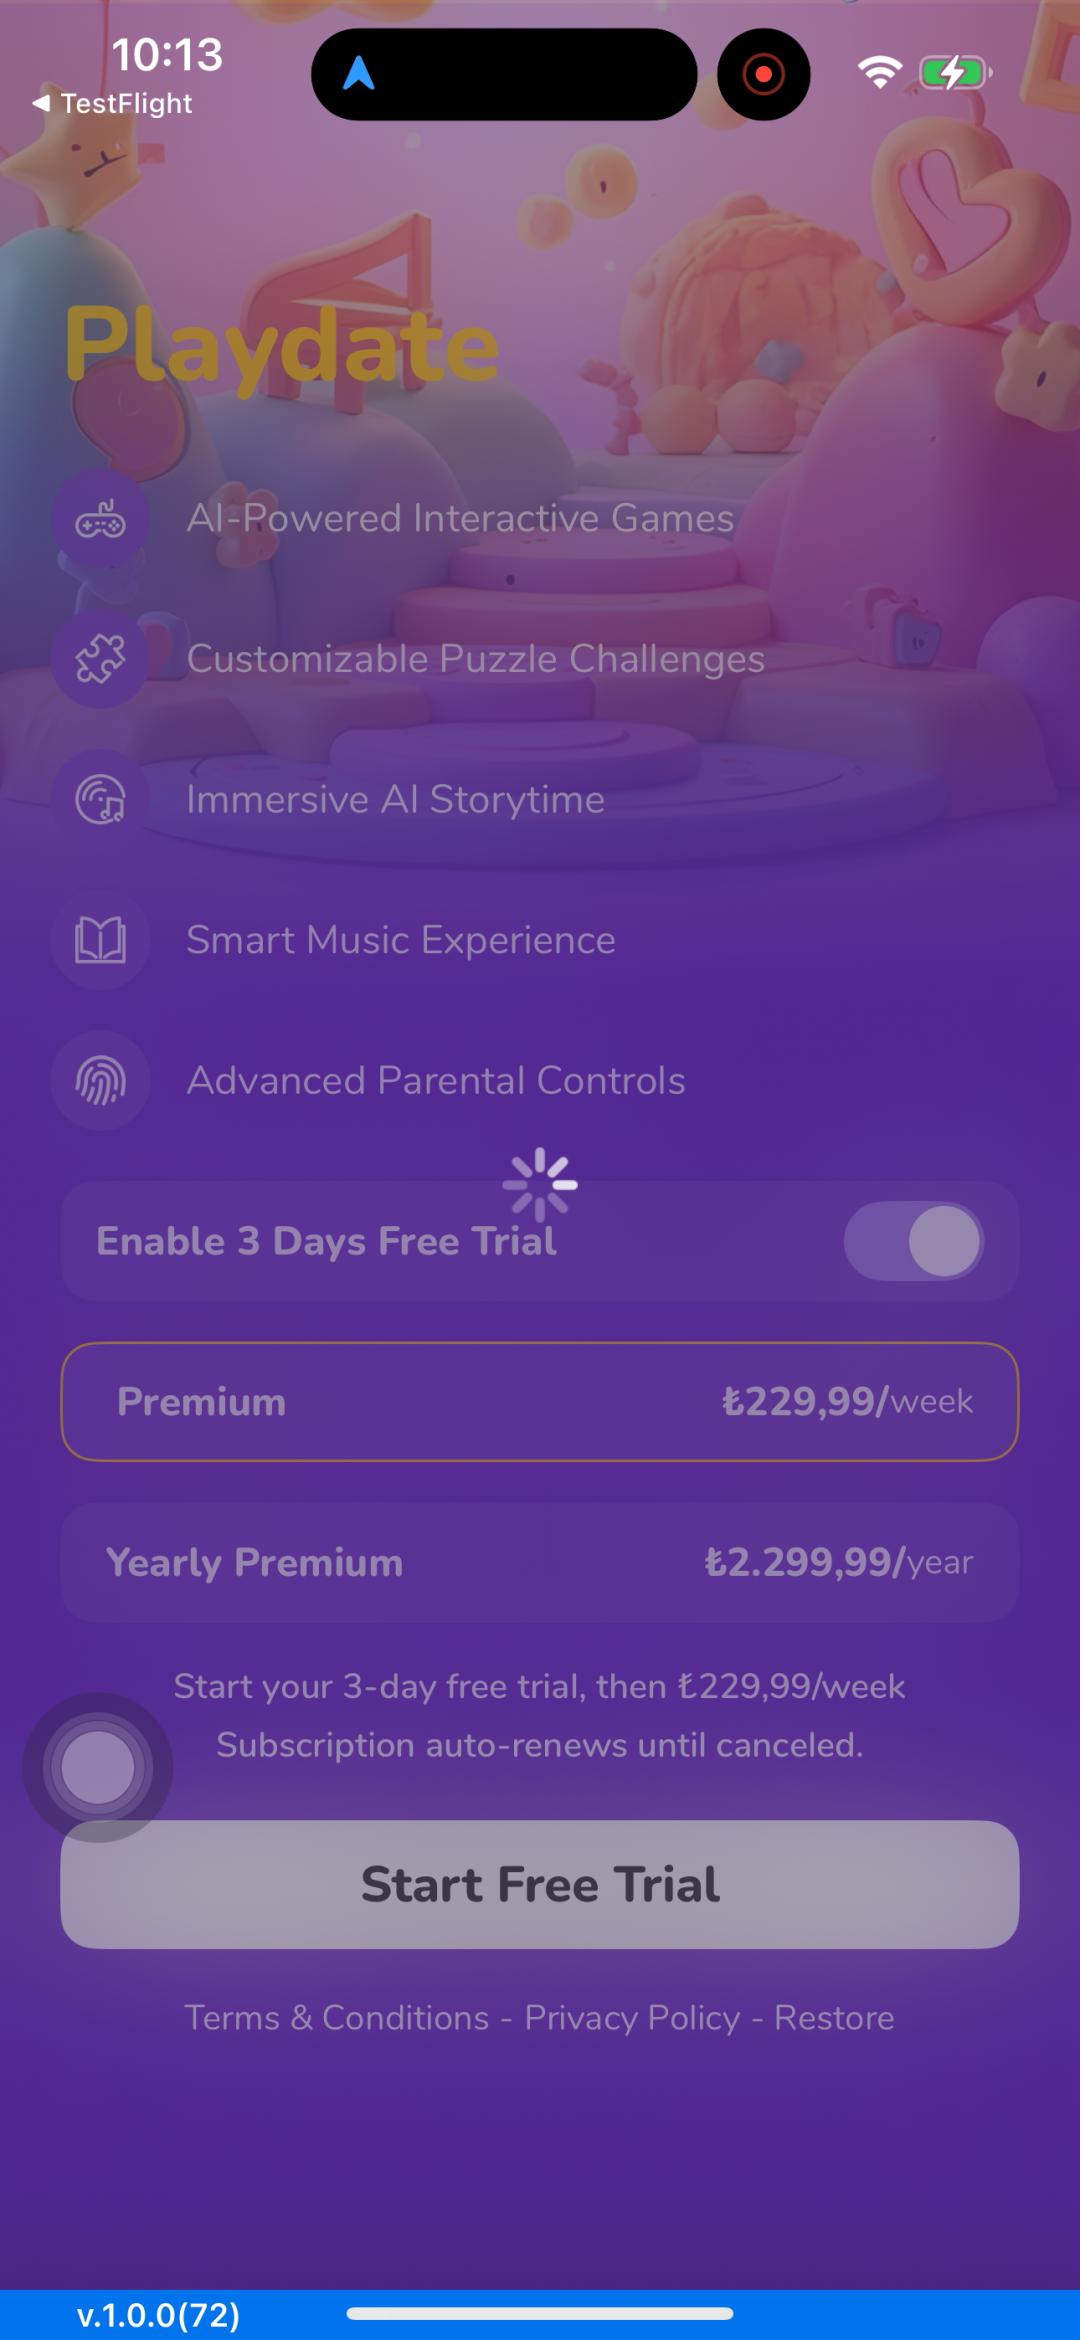 10:13
TestFlight
Playdate
AI-Powered Interactive Games
Customizable Puzzle Challenges
Immersive AI Storytime
Smart Music Experience
Advanced Parental Controls
Enable 3 Days Free Trial
Premium ₺229,99/week
Yearly Premium ₺2.299,99/year
Start your 3-day free trial, then ₺229,99/week
Subscription auto-renews until canceled.
Start Free Trial
Terms & Conditions - Privacy Policy - Restore
v.1.0.0(72)